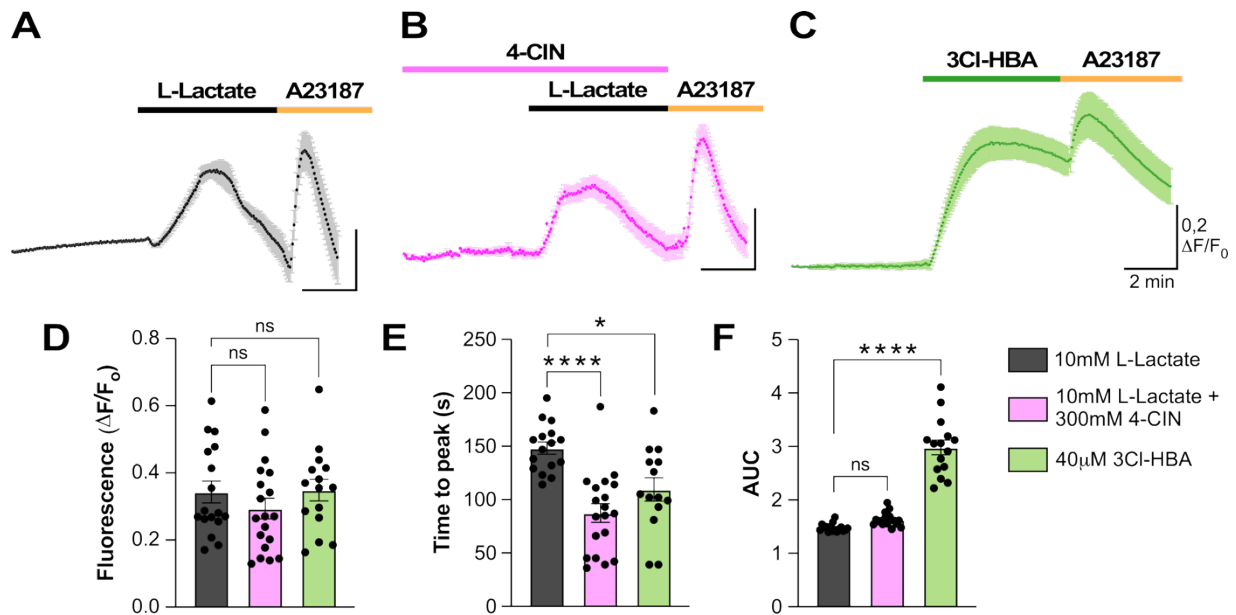 A
B
C
4-CIN
L-Lactate
A23187
L-Lactate
A23187
3Cl-HBA
A23187
0,2
ΔF/F0
2 min
D
E
F
Fluorescence (ΔF/Fo)
0.8
0.6
0.4
0.2
0.0
ns
ns
Time to peak (s)
250
200
150
100
50
0
*
****
AUC
5
4
3
2
1
0
****
ns
10mM L-Lactate
10mM L-Lactate +
300mM 4-CIN
40μM 3Cl-HBA